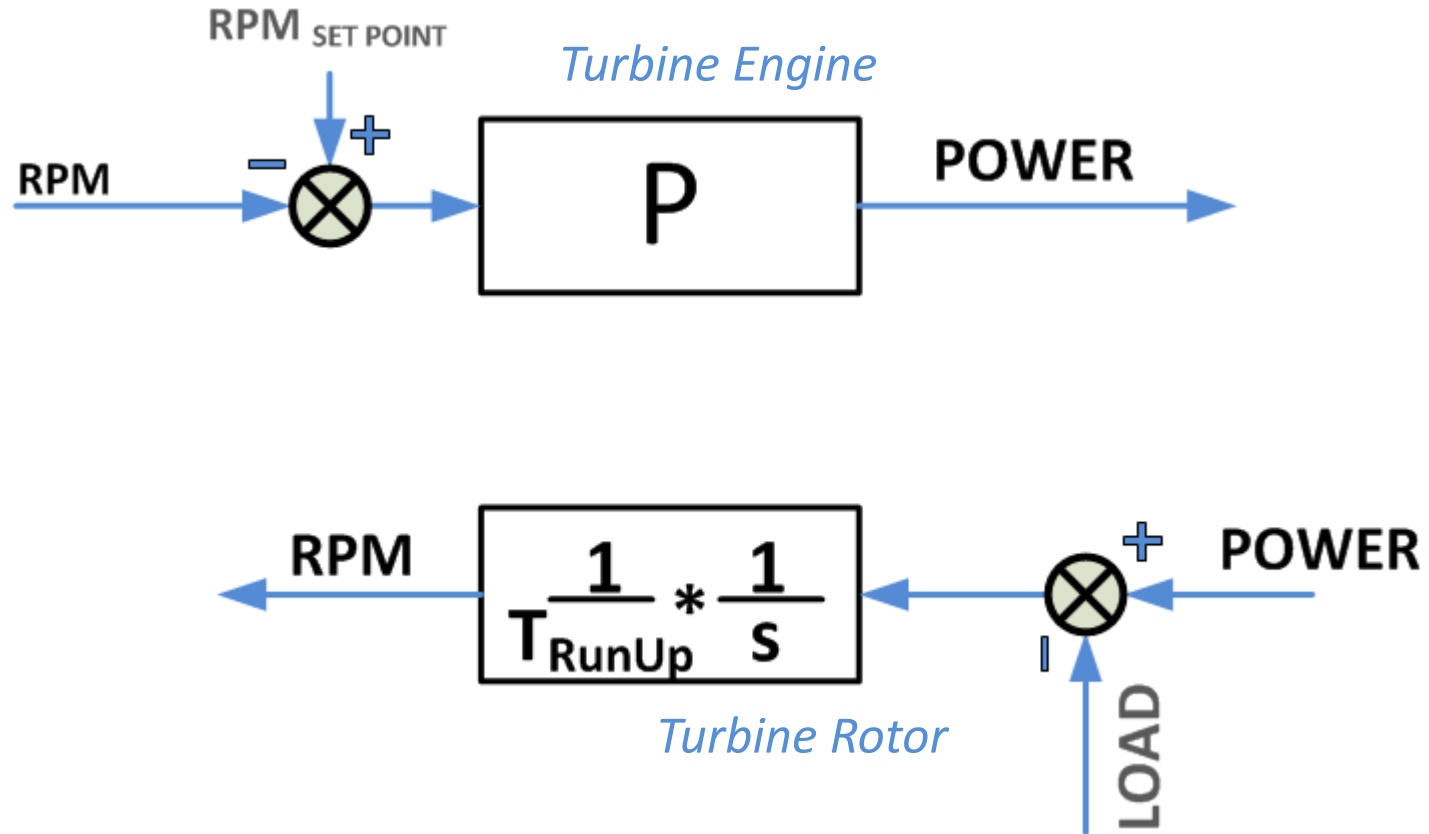 RPM SET POINT
Turbine Engine
+
−
RPM
P
POWER
RPM
1/T RunUp * 1/s
+
POWER
−
LOAD
Turbine Rotor